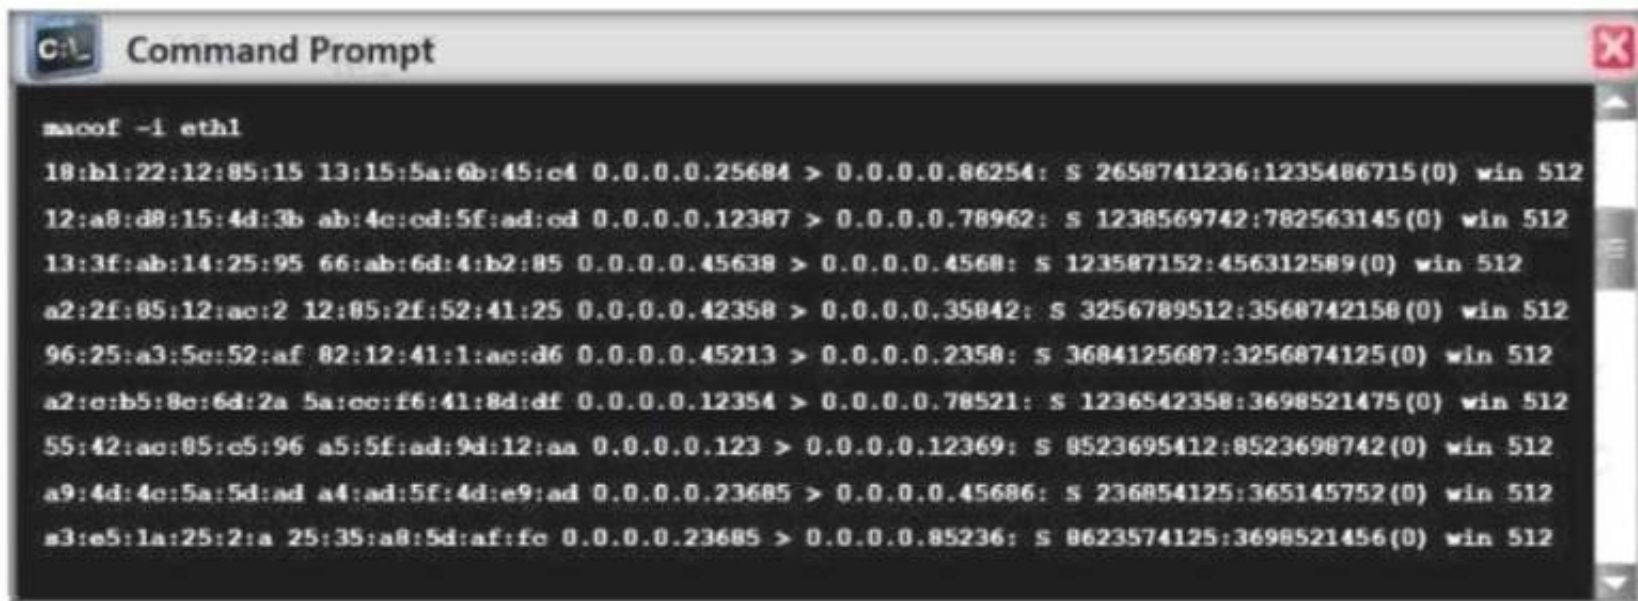 C:\_ Command Prompt
macof -i eth1
18:b1:22:12:85:15 13:15:5a:6b:45:c4 0.0.0.0.25684 > 0.0.0.0.86254: S 2658741236:1235486715(0) win 512
12:a8:d8:15:4d:3b ab:4c:cd:5f:ad:cd 0.0.0.0.12387 > 0.0.0.0.78962: S 1238569742:782563145(0) win 512
13:3f:ab:14:25:95 66:ab:6d:4:b2:85 0.0.0.0.45638 > 0.0.0.0.4568: S 123587152:456312589(0) win 512
a2:2f:85:12:ac:2 12:85:2f:52:41:25 0.0.0.0.42358 > 0.0.0.0.35842: S 3256789512:3568742158(0) win 512
96:25:a3:5c:52:af 82:12:41:1:ac:d6 0.0.0.0.45213 > 0.0.0.0.2358: S 3684125687:3256874125(0) win 512
a2:c:b5:8c:6d:2a 5a:cc:f6:41:8d:df 0.0.0.0.12354 > 0.0.0.0.78521: S 1236542358:3698521475(0) win 512
55:42:ac:85:c5:96 a5:5f:ad:9d:12:aa 0.0.0.0.123 > 0.0.0.0.12369: S 8523695412:8523698742(0) win 512
a9:4d:4c:5a:5d:ad a4:ad:5f:4d:e9:ad 0.0.0.0.23685 > 0.0.0.0.45686: S 236854125:365145752(0) win 512
25:35:a8:5d:af:fc 0.0.0.0.23685 > 0.0.0.0.85236: S 8623574125:3698521456(0) win 512